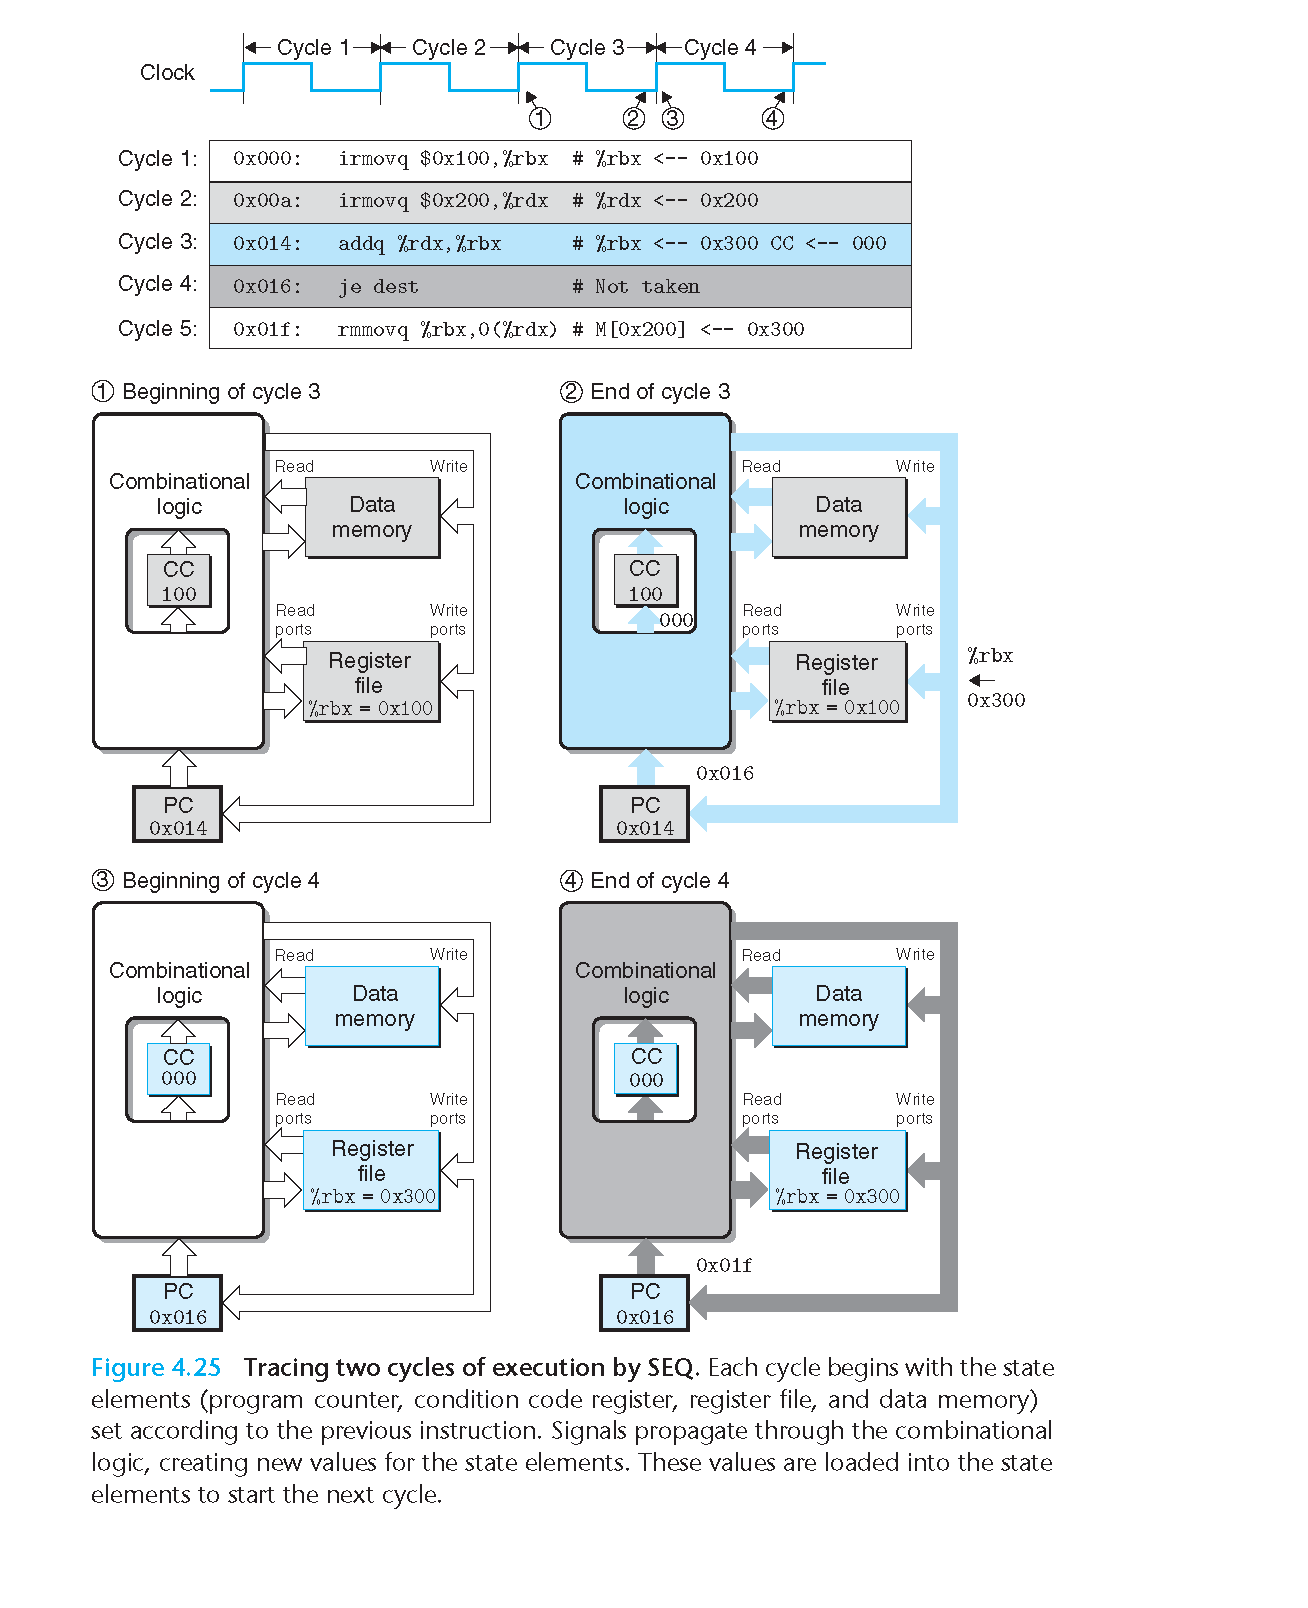 Cycle 1 Cycle 2 Cycle 3 Cycle 4
Clock
① ② ③ ④
Cycle 1: 0x000: irmovq $0x100,%rbx # %rbx <-- 0x100
Cycle 2: 0x00a: irmovq $0x200,%rdx # %rdx <-- 0x200
Cycle 3: 0x014: addq %rdx,%rbx # %rbx <-- 0x300 CC <-- 000
Cycle 4: 0x016: je dest # Not taken
Cycle 5: 0x01f: rmmovq %rbx,0(%rdx) # M[0x200] <-- 0x300
① Beginning of cycle 3
Combinational
logic
CC
100
Read
Write
Data
memory
Read
ports
Write
ports
Register
file
%rbx = 0x100
PC
0x014
② End of cycle 3
Combinational
logic
CC
100
000
Read
Write
Data
memory
Read
ports
Write
ports
Register
file
%rbx = 0x100
%rbx
0x300
0x016
PC
0x014
③ Beginning of cycle 4
Combinational
logic
CC
000
Read
Write
Data
memory
Read
ports
Write
ports
Register
file
%rbx = 0x300
PC
0x016
④ End of cycle 4
Combinational
logic
CC
000
Read
Write
Data
memory
Read
ports
Write
ports
Register
file
%rbx = 0x300
0x01f
PC
0x016
Figure 4.25 Tracing two cycles of execution by SEQ. Each cycle begins with the state
elements (program counter, condition code register, register file, and data memory)
set according to the previous instruction. Signals propagate through the combinational
logic, creating new values for the state elements. These values are loaded into the state
elements to start the next cycle.